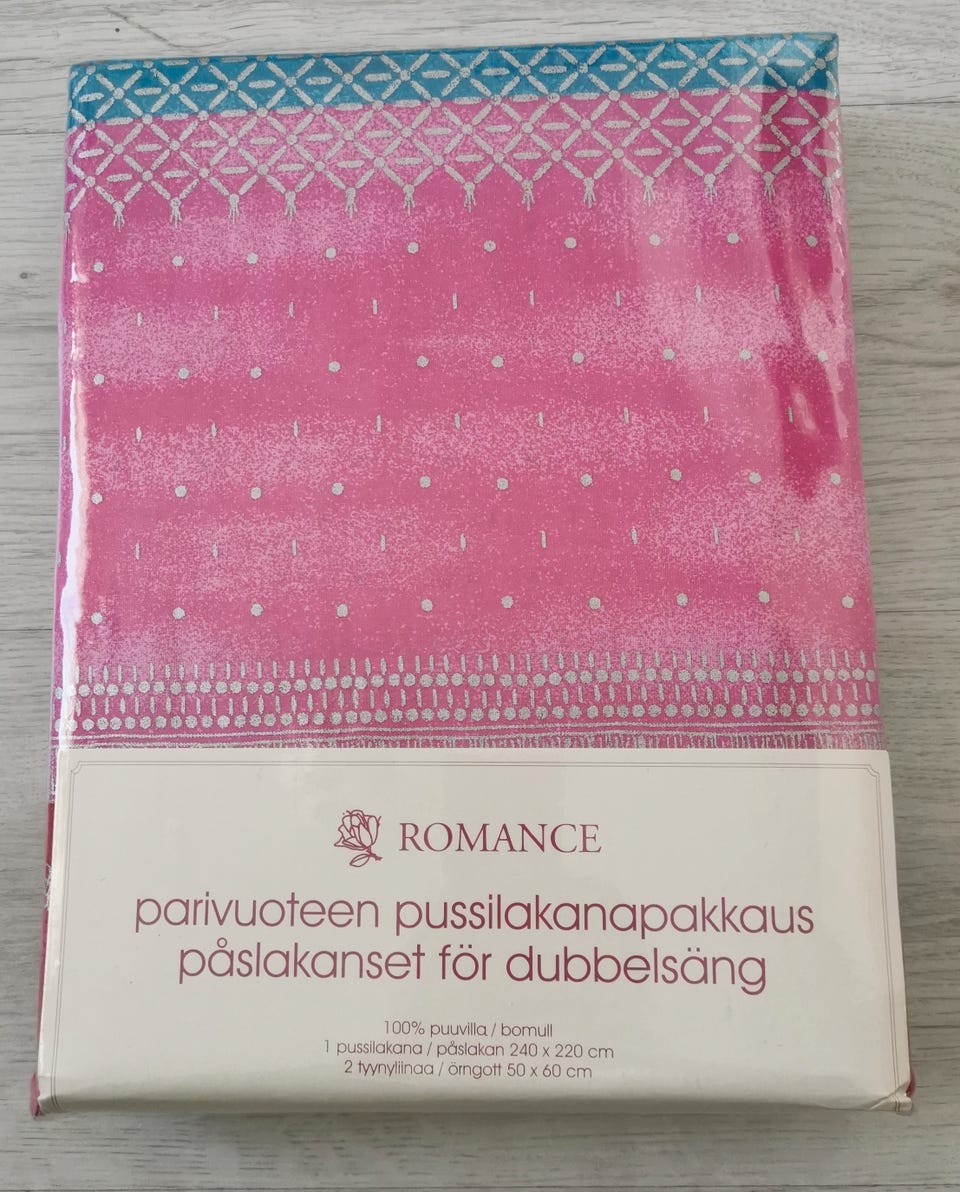 ROMANCE
parivuoteen pussilakanapakkaus
påslakanset för dubbelsäng
100% puuvilla / bomull
1 pussilakana / påslakan 240 x 220 cm
2 tyynyliinaa / örngott 50 x 60 cm